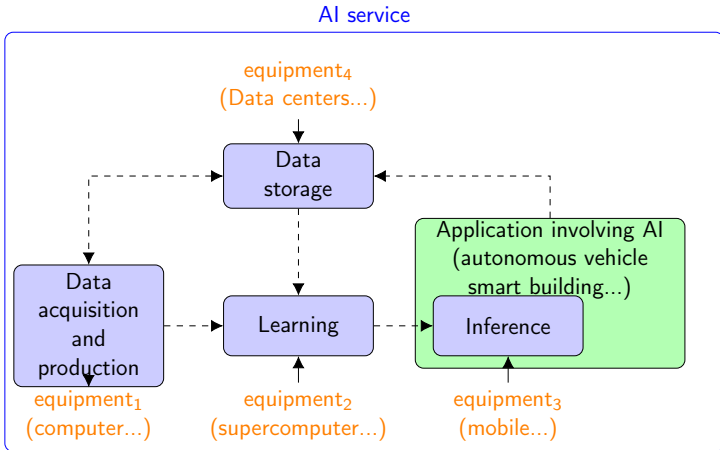 AI service
equipment₄
(Data centers...)
Data
storage
Application involving AI
(autonomous vehicle
smart building...)
Data
acquisition
and
production
Learning
Inference
equipment₁
(computer...)
equipment₂
(supercomputer...)
equipment₃
(mobile...)